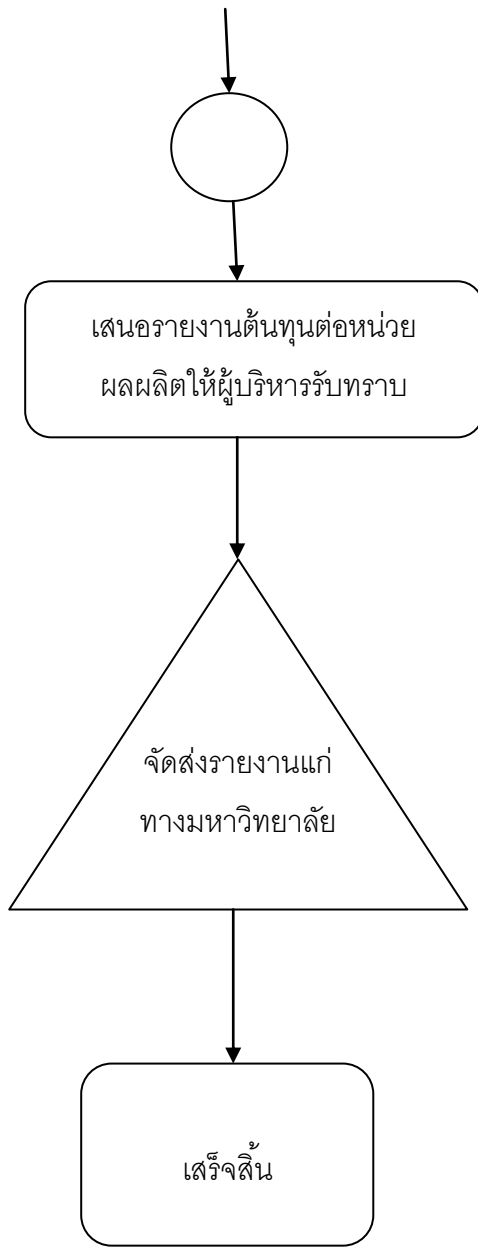 เสนอรายงานต้นทุนต่อหน่วย
ผลผลิตให้ผู้บริหารรับทราบ
จัดส่งรายงานแก่
ทางมหาวิทยาลัย
เสร็จสิ้น